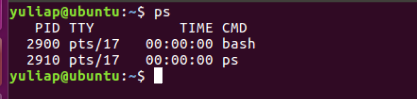 yuliap@ubuntu:~$ ps
   PID TTY          TIME CMD
  2900 pts/17   00:00:00 bash
  2910 pts/17   00:00:00 ps
yuliap@ubuntu:~$